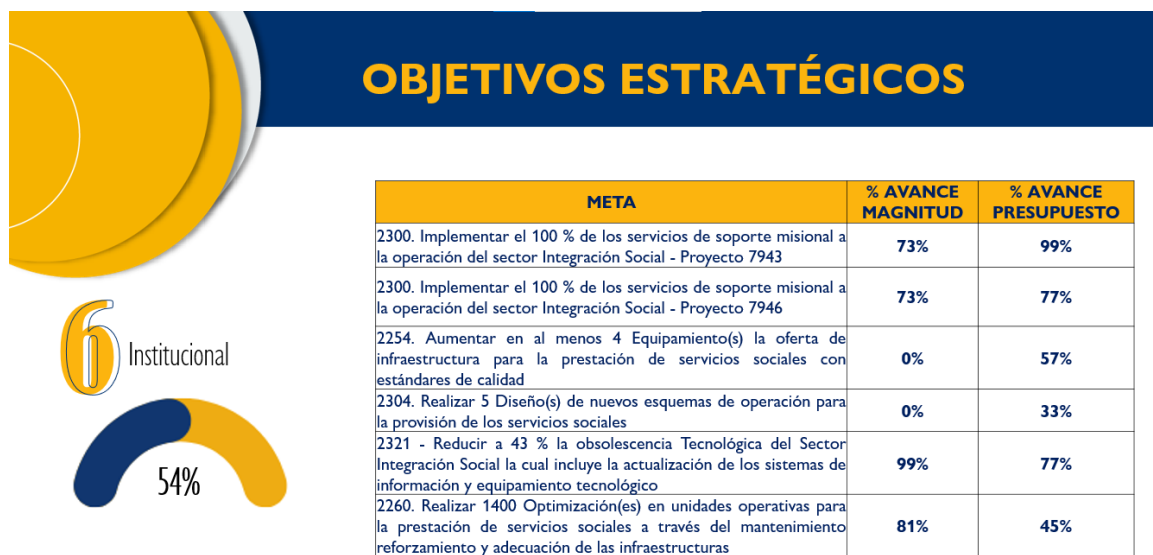 OBJETIVOS ESTRATÉGICOS
META
% AVANCE
MAGNITUD
% AVANCE
PRESUPUESTO
2300. Implementar el 100 % de los servicios de soporte misional a
la operación del sector Integración Social - Proyecto 7943
73%
99%
2300. Implementar el 100 % de los servicios de soporte misional a
la operación del sector Integración Social - Proyecto 7946
73%
77%
2254. Aumentar en al menos 4 Equipamiento(s) la oferta de
infraestructura para la prestación de servicios sociales con
estándares de calidad
0%
57%
2304. Realizar 5 Diseño(s) de nuevos esquemas de operación para
la provisión de los servicios sociales
0%
33%
2321 - Reducir a 43 % la obsolescencia Tecnológica del Sector
Integración Social la cual incluye la actualización de los sistemas de
información y equipamiento tecnológico
99%
77%
2260. Realizar 1400 Optimización(es) en unidades operativas para
la prestación de servicios sociales a través del mantenimiento
reforzamiento y adecuación de las infraestructuras
81%
45%
6 Institucional
54%